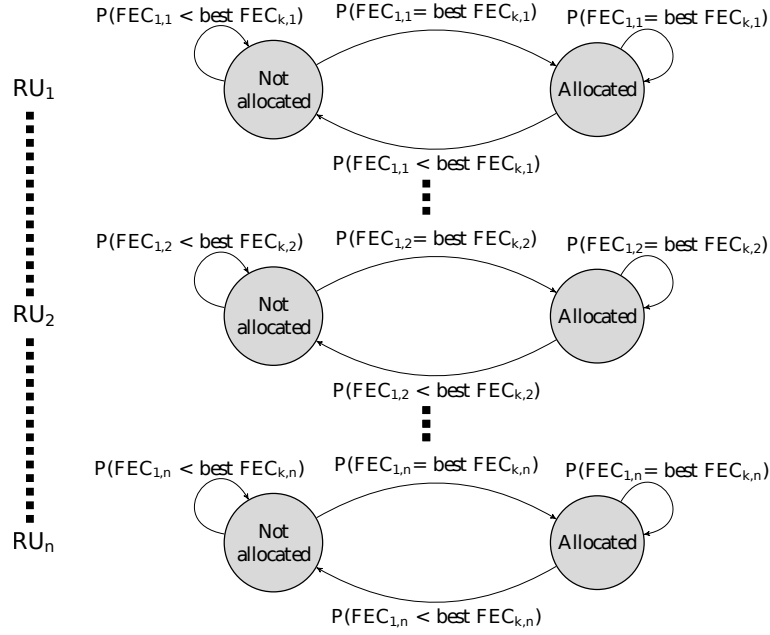 P(FEC₁,₁ < best FECₖ,₁)
P(FEC₁,₁= best FECₖ,₁)
P(FEC₁,₁= best FECₖ,₁)
RU₁
Not
allocated
Allocated
P(FEC₁,₁ < best FECₖ,₁)
P(FEC₁,₂ < best FECₖ,₂)
P(FEC₁,₂= best FECₖ,₂)
P(FEC₁,₂= best FECₖ,₂)
RU₂
Not
allocated
Allocated
P(FEC₁,₂ < best FECₖ,₂)
P(FEC₁,ₙ < best FECₖ,ₙ)
P(FEC₁,ₙ= best FECₖ,ₙ)
P(FEC₁,ₙ= best FECₖ,ₙ)
RUₙ
Not
allocated
Allocated
P(FEC₁,ₙ < best FECₖ,ₙ)